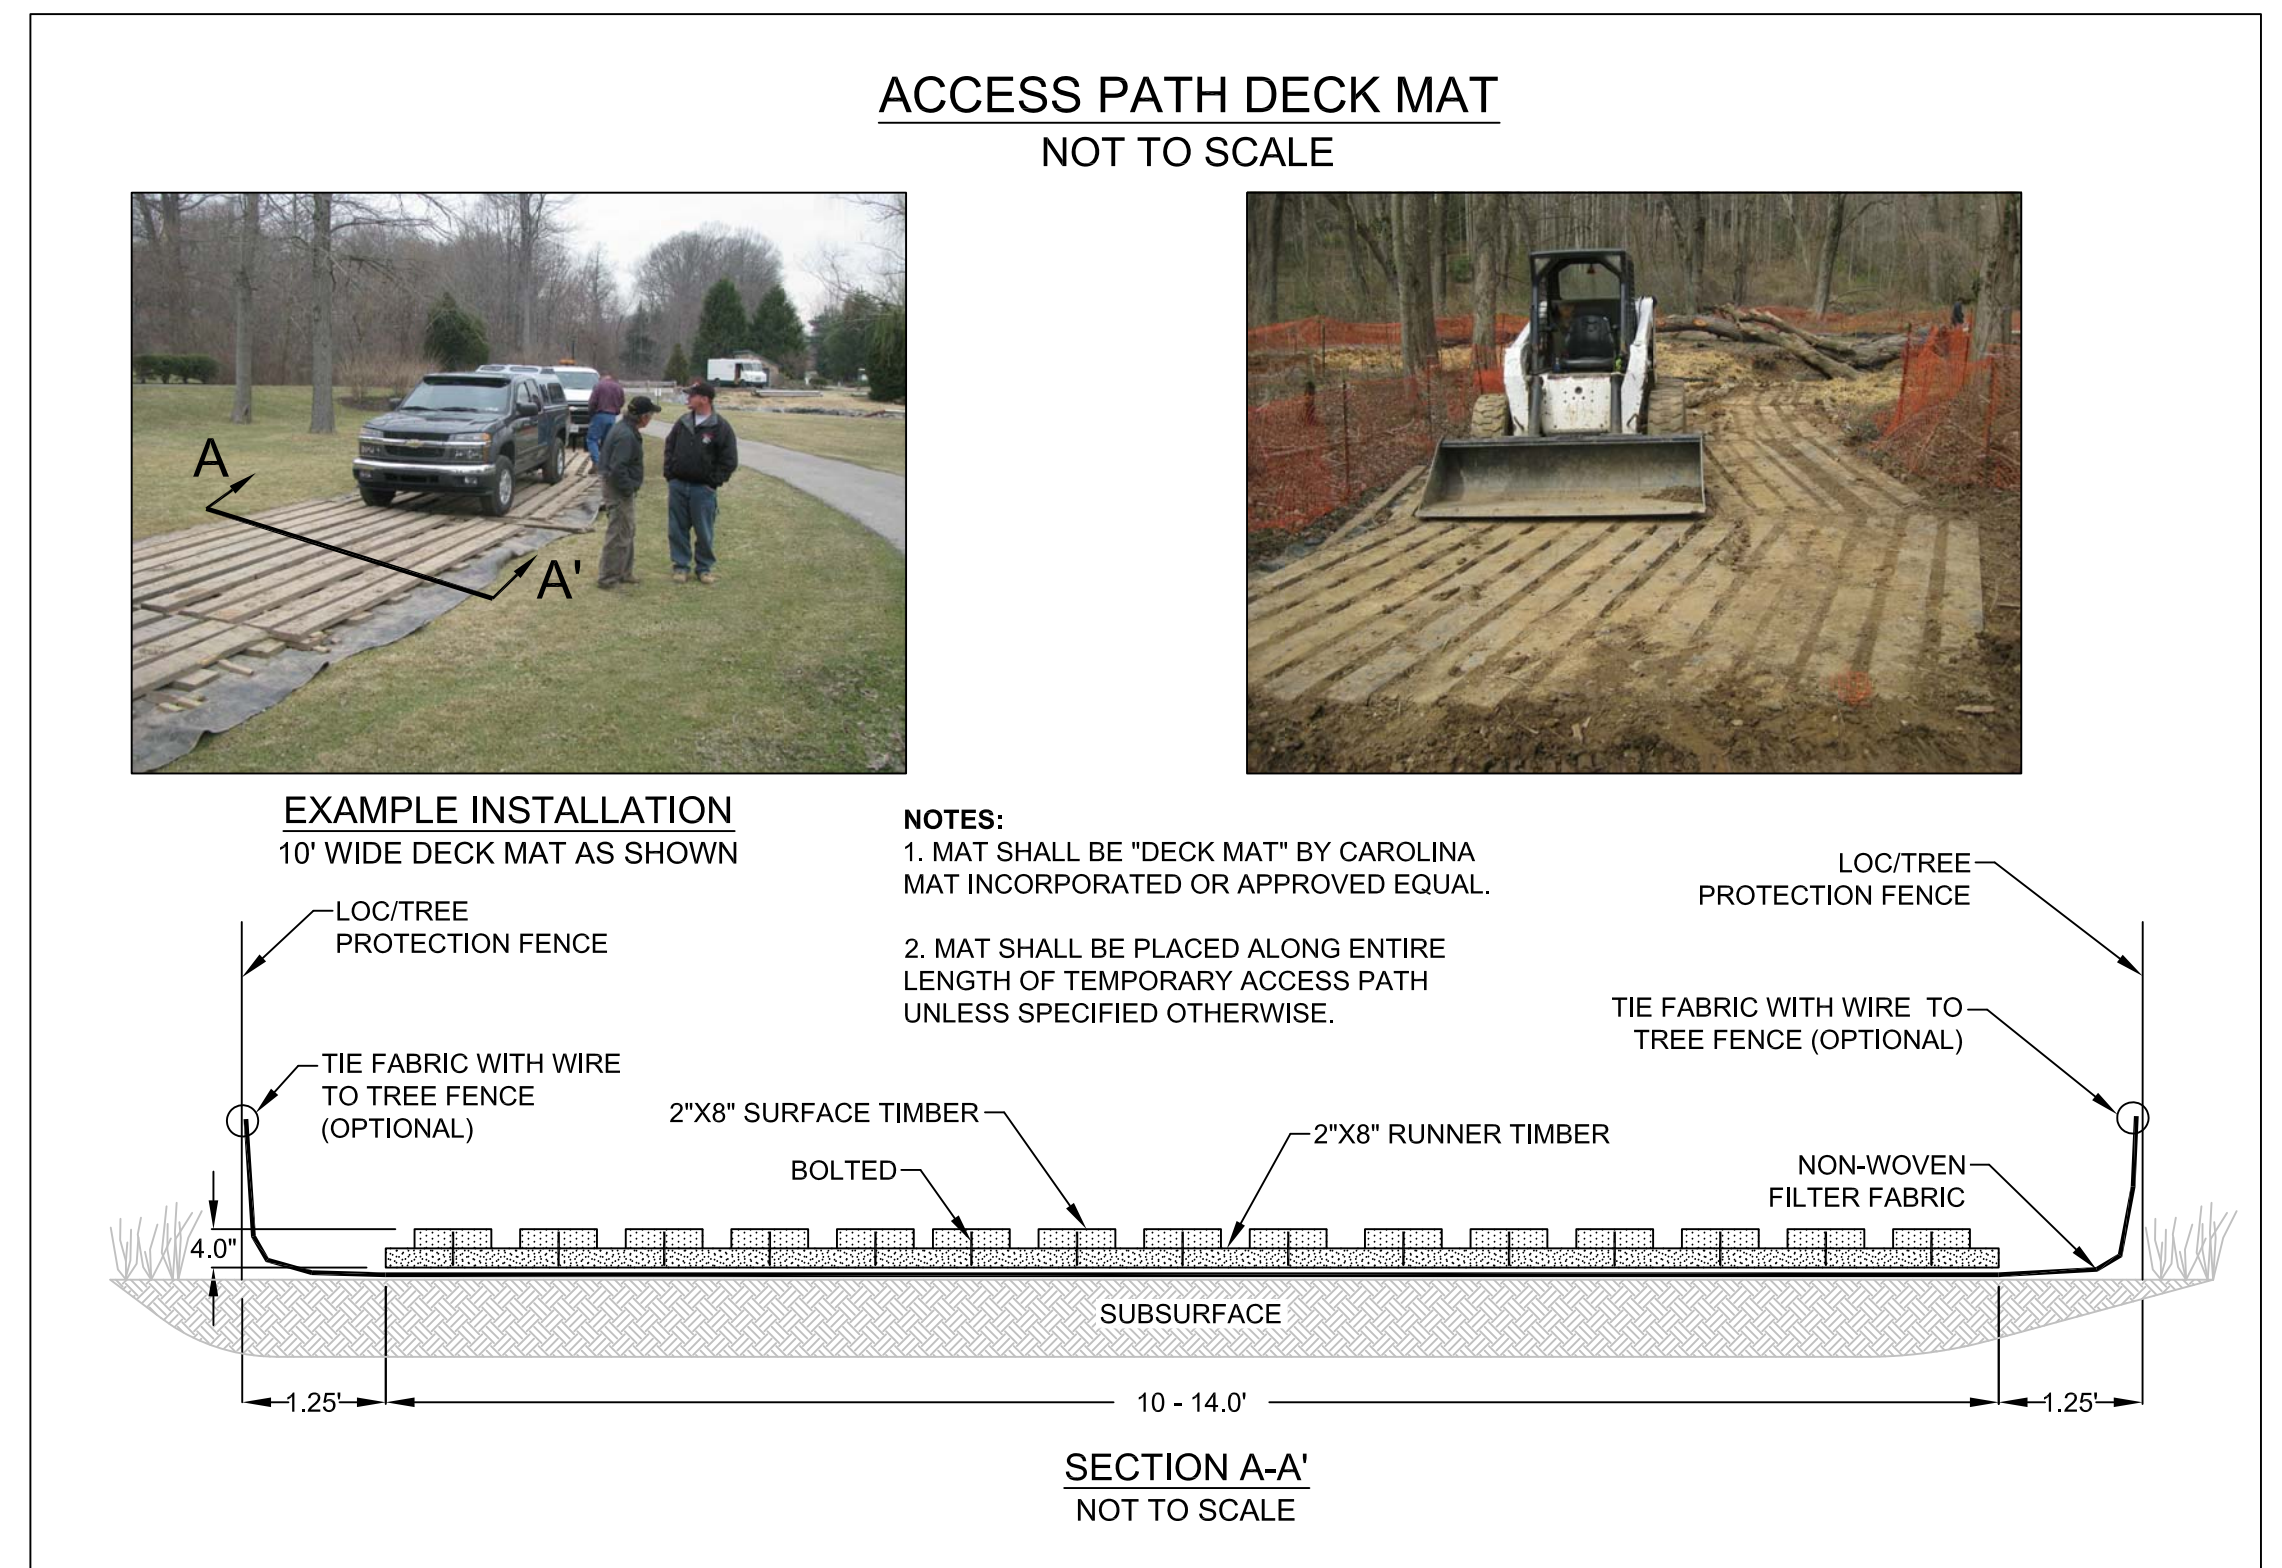 ACCESS PATH DECK MAT
NOT TO SCALE
A
A'
EXAMPLE INSTALLATION
10' WIDE DECK MAT AS SHOWN
NOTES:
1. MAT SHALL BE "DECK MAT" BY CAROLINA
MAT INCORPORATED OR APPROVED EQUAL.
2. MAT SHALL BE PLACED ALONG ENTIRE
LENGTH OF TEMPORARY ACCESS PATH
UNLESS SPECIFIED OTHERWISE.
LOC/TREE
PROTECTION FENCE
LOC/TREE
PROTECTION FENCE
TIE FABRIC WITH WIRE TO
TREE FENCE (OPTIONAL)
TIE FABRIC WITH WIRE
TO TREE FENCE
(OPTIONAL)
2"X8" SURFACE TIMBER
2"X8" RUNNER TIMBER
BOLTED
NON-WOVEN
FILTER FABRIC
4.0"
SUBSURFACE
1.25'
10 - 14.0'
1.25'
SECTION A-A'
NOT TO SCALE